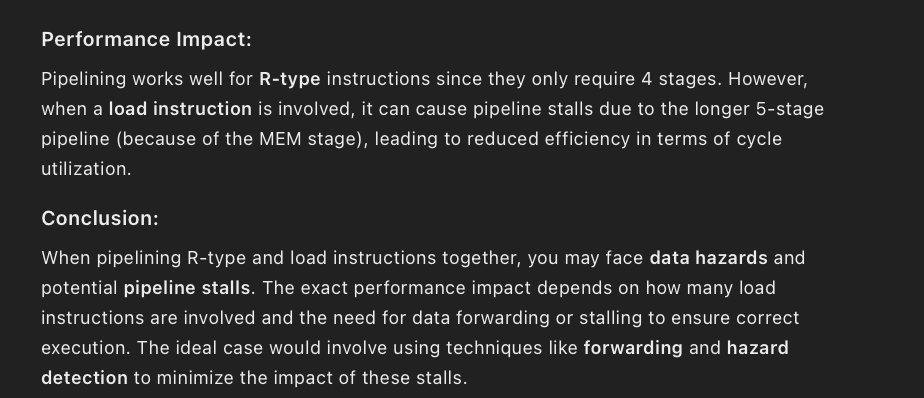 Performance Impact:
Pipelining works well for R-type instructions since they only require 4 stages. However,
when a load instruction is involved, it can cause pipeline stalls due to the longer 5-stage
pipeline (because of the MEM stage), leading to reduced efficiency in terms of cycle
utilization.
Conclusion:
When pipelining R-type and load instructions together, you may face data hazards and
potential pipeline stalls. The exact performance impact depends on how many load
instructions are involved and the need for data forwarding or stalling to ensure correct
execution. The ideal case would involve using techniques like forwarding and hazard
detection to minimize the impact of these stalls.